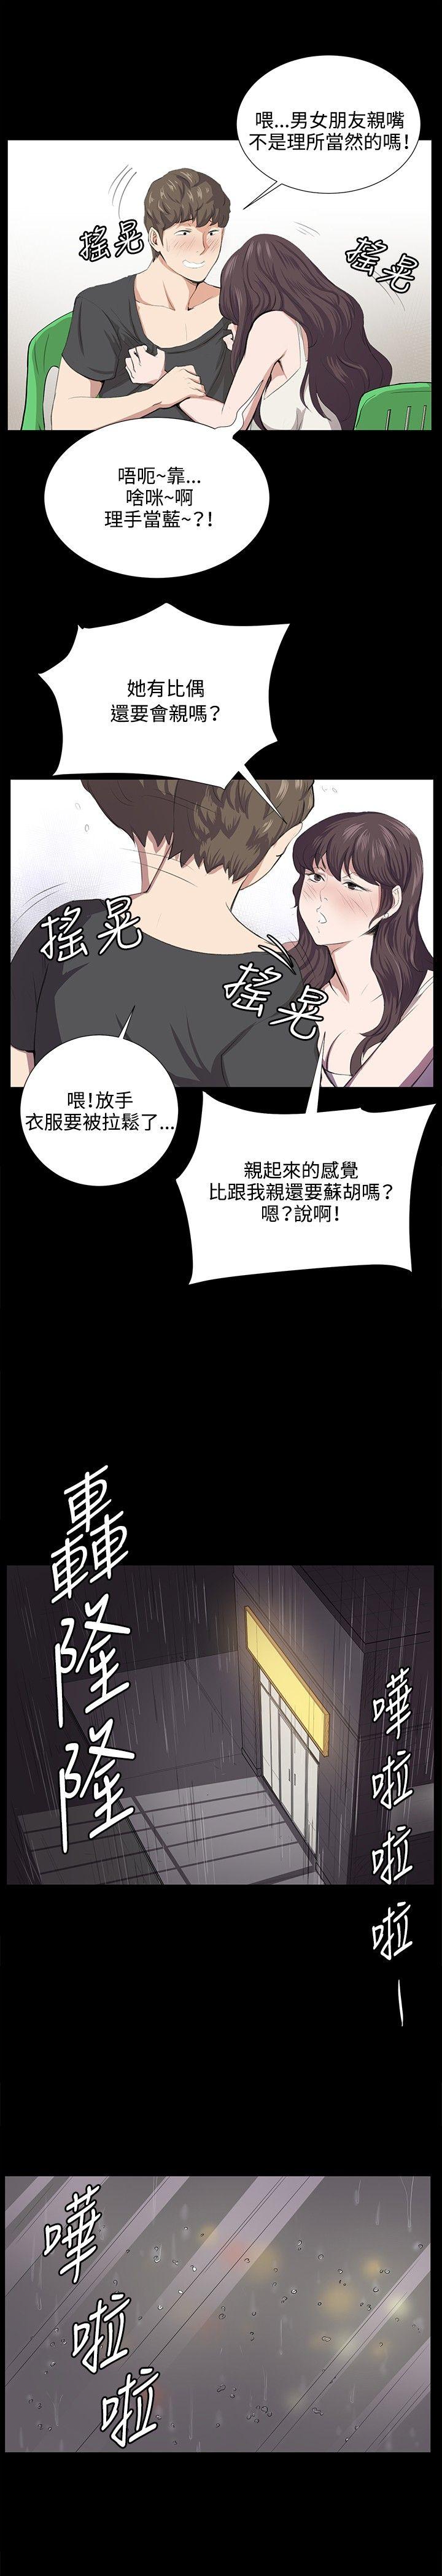 喂...男女朋友親嘴
不是理所當然的嗎！
搖晃
搖晃
唔呃~靠...
啥咪~啊
理手當藍~？！
她有比偶
還要會親嗎？
搖晃
搖晃
喂！放手
衣服要被拉鬆了...
親起來的感覺
比跟我親還要蘇胡嗎？
嗯？說啊！
轟隆隆
嘩啦啦啦
嘩啦啦